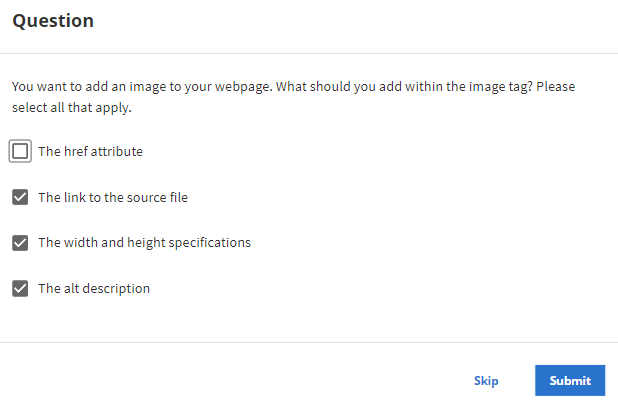 Question
You want to add an image to your webpage. What should you add within the image tag? Please
select all that apply.
The href attribute
The link to the source file
The width and height specifications
The alt description
Skip
Submit